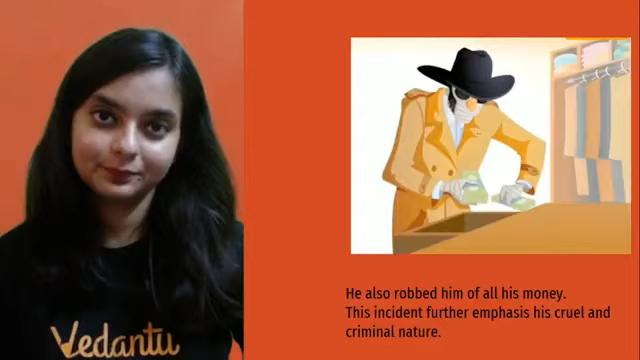 Vedantu
He also robbed him of all his money.
This incident further emphasis his cruel and
criminal nature.